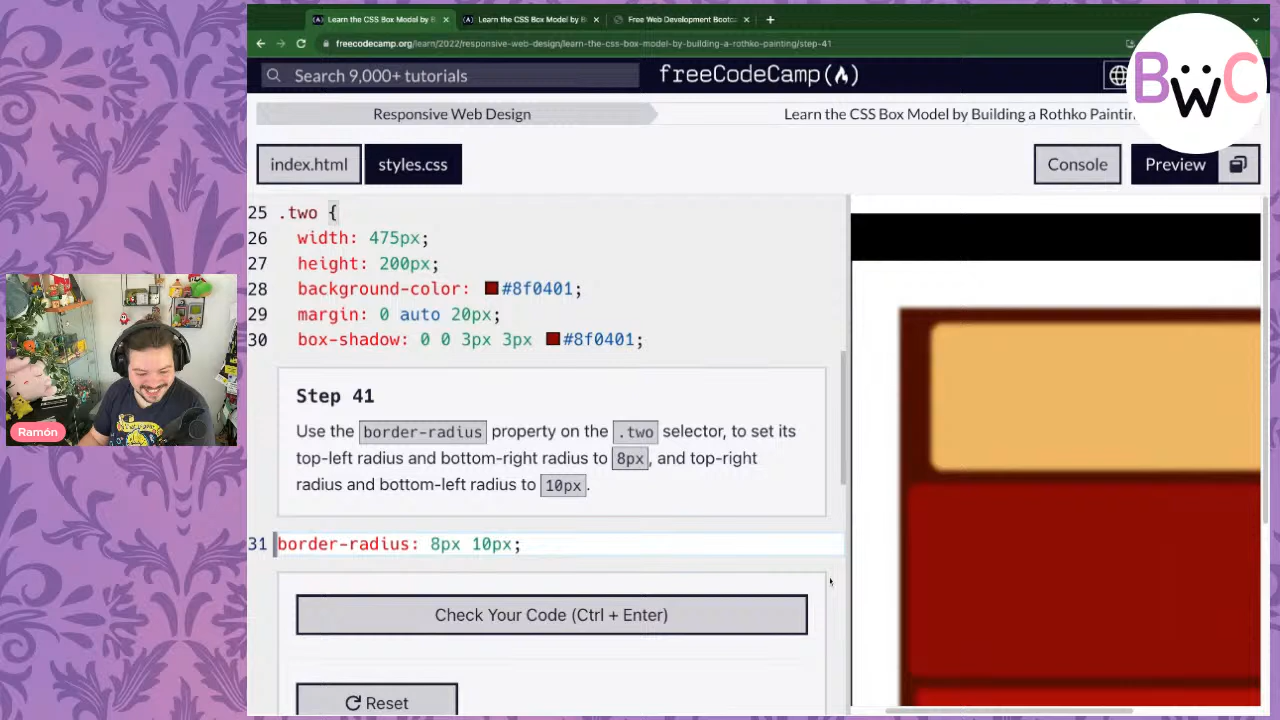 Learn the CSS Box Model by B
Learn the CSS Box Model by B
Free Web Development Bootca
freecodecamp.org/learn/2022/responsive-web-design/learn-the-css-box-model-by-building-a-rothko-painting/step-41
Search 9,000+ tutorials
freeCodeCamp
BWC
Responsive Web Design
Learn the CSS Box Model by Building a Rothko Paintin
index.html
styles.css
Console
Preview
25 .two {
26 width: 475px;
27 height: 200px;
28 background-color: #8f0401;
29 margin: 0 auto 20px;
30 box-shadow: 0 0 3px 3px #8f0401;
Step 41
Use the border-radius property on the .two selector, to set its
top-left radius and bottom-right radius to 8px, and top-right
radius and bottom-left radius to 10px.
31 border-radius: 8px 10px;
Check Your Code (Ctrl + Enter)
Reset
Ramón